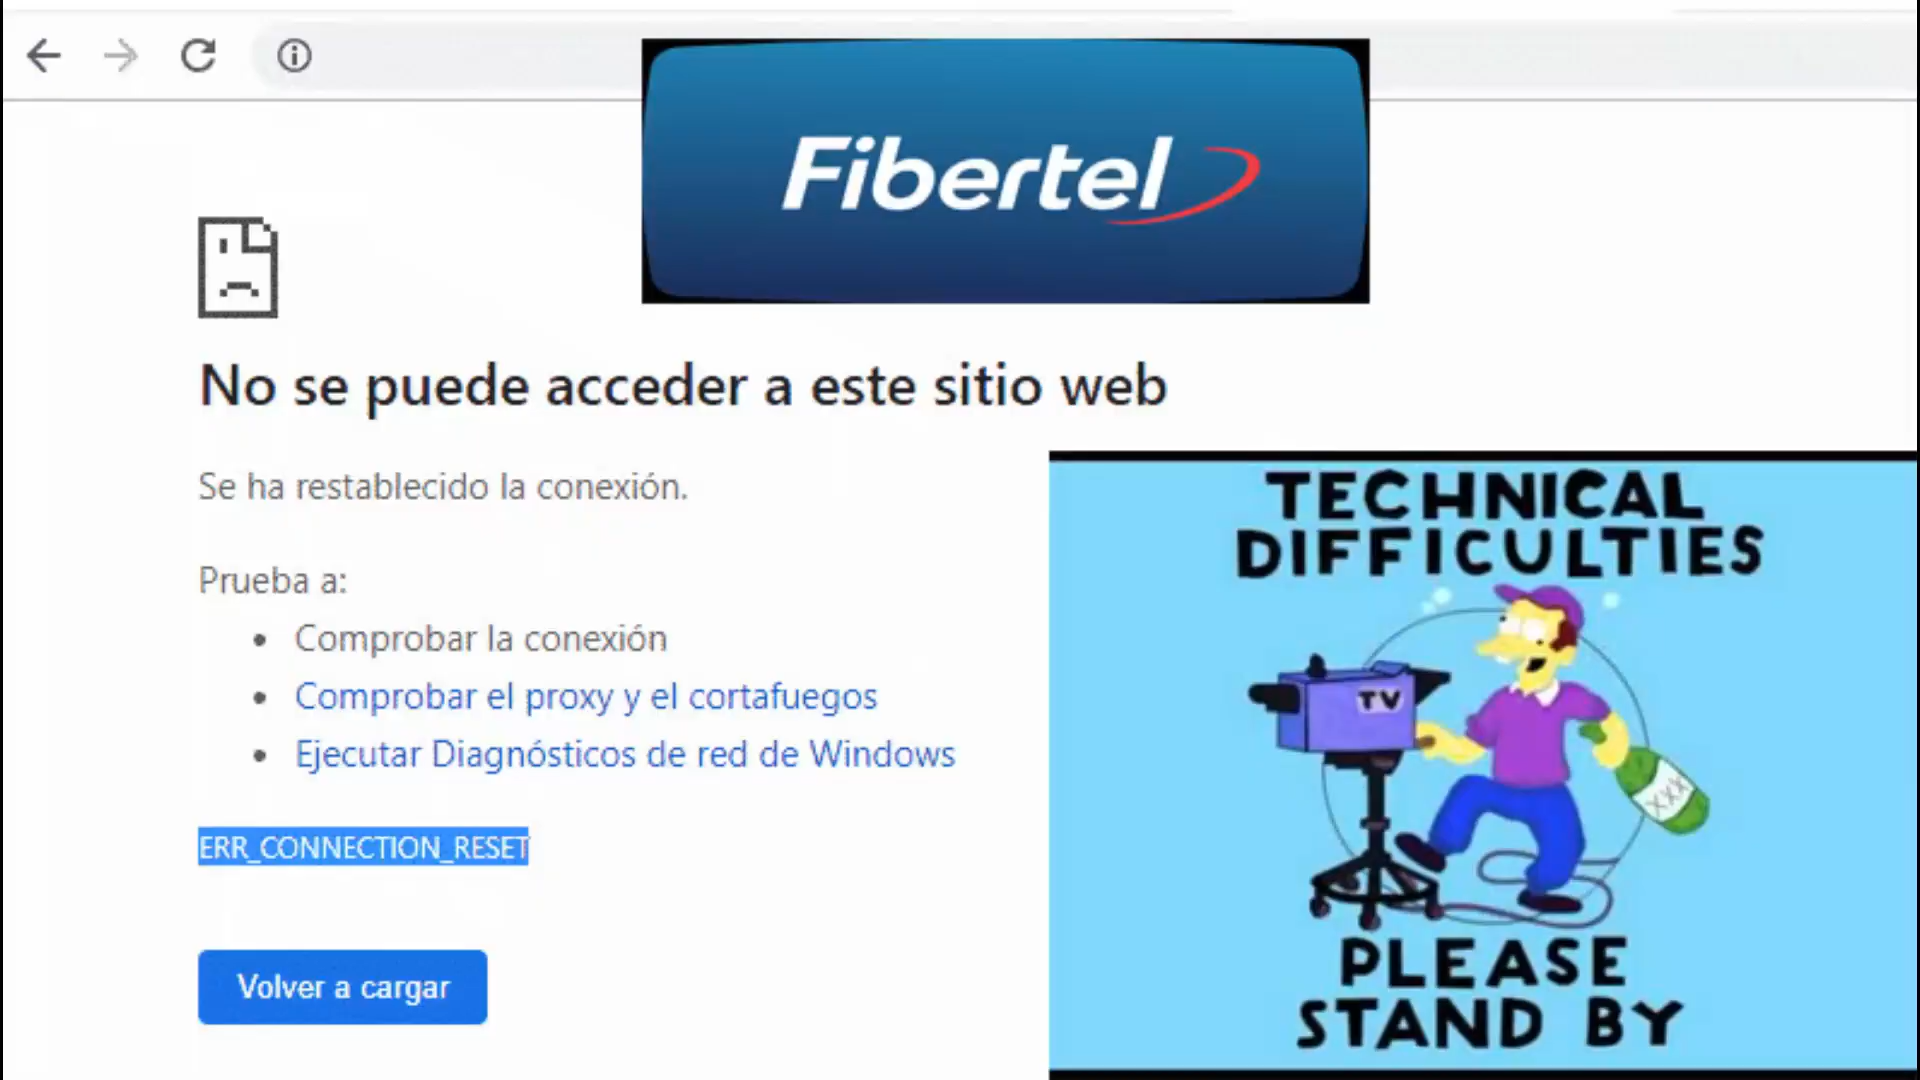 Fibertel
No se puede acceder a este sitio web
Se ha restablecido la conexión.
Prueba a:
Comprobar la conexión
Comprobar el proxy y el cortafuegos
Ejecutar Diagnósticos de red de Windows
ERR_CONNECTION_RESET
Volver a cargar
TECHNICAL
DIFFICULTIES
TV
XXX
PLEASE
STAND BY